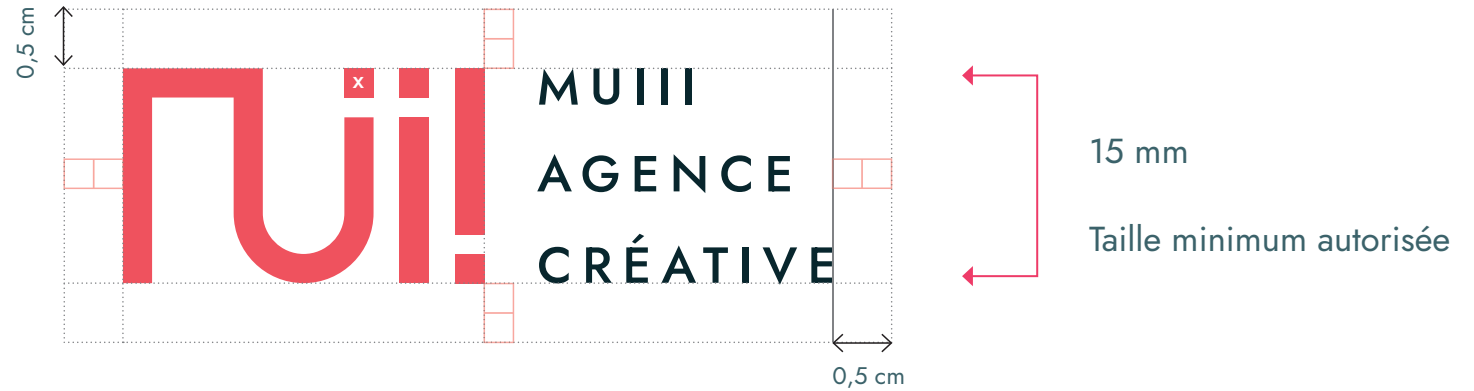 0,5 cm
x
MUIII
AGENCE
CRÉATIVE
15 mm
Taille minimum autorisée
0,5 cm